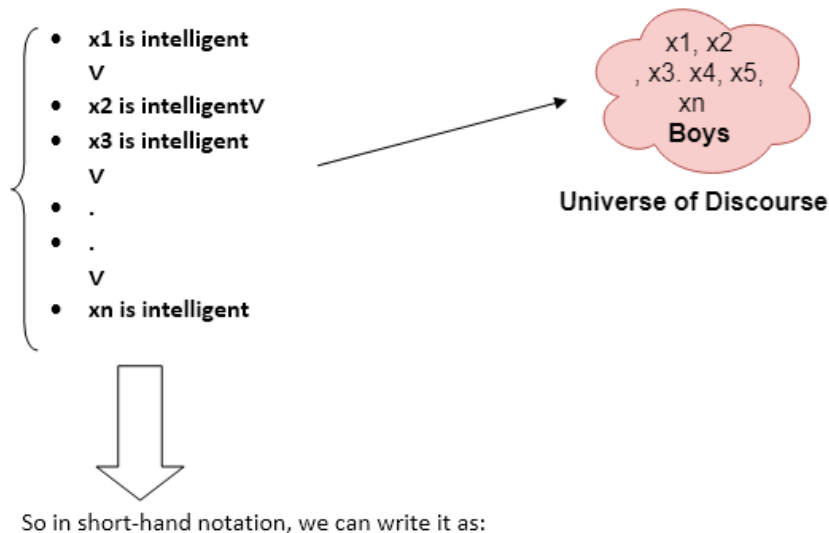 • x1 is intelligent
V
• x2 is intelligentV
• x3 is intelligent
V
• .
• .
V
• xn is intelligent
x1, x2
, x3. x4, x5,
xn
Boys
Universe of Discourse
So in short-hand notation, we can write it as: